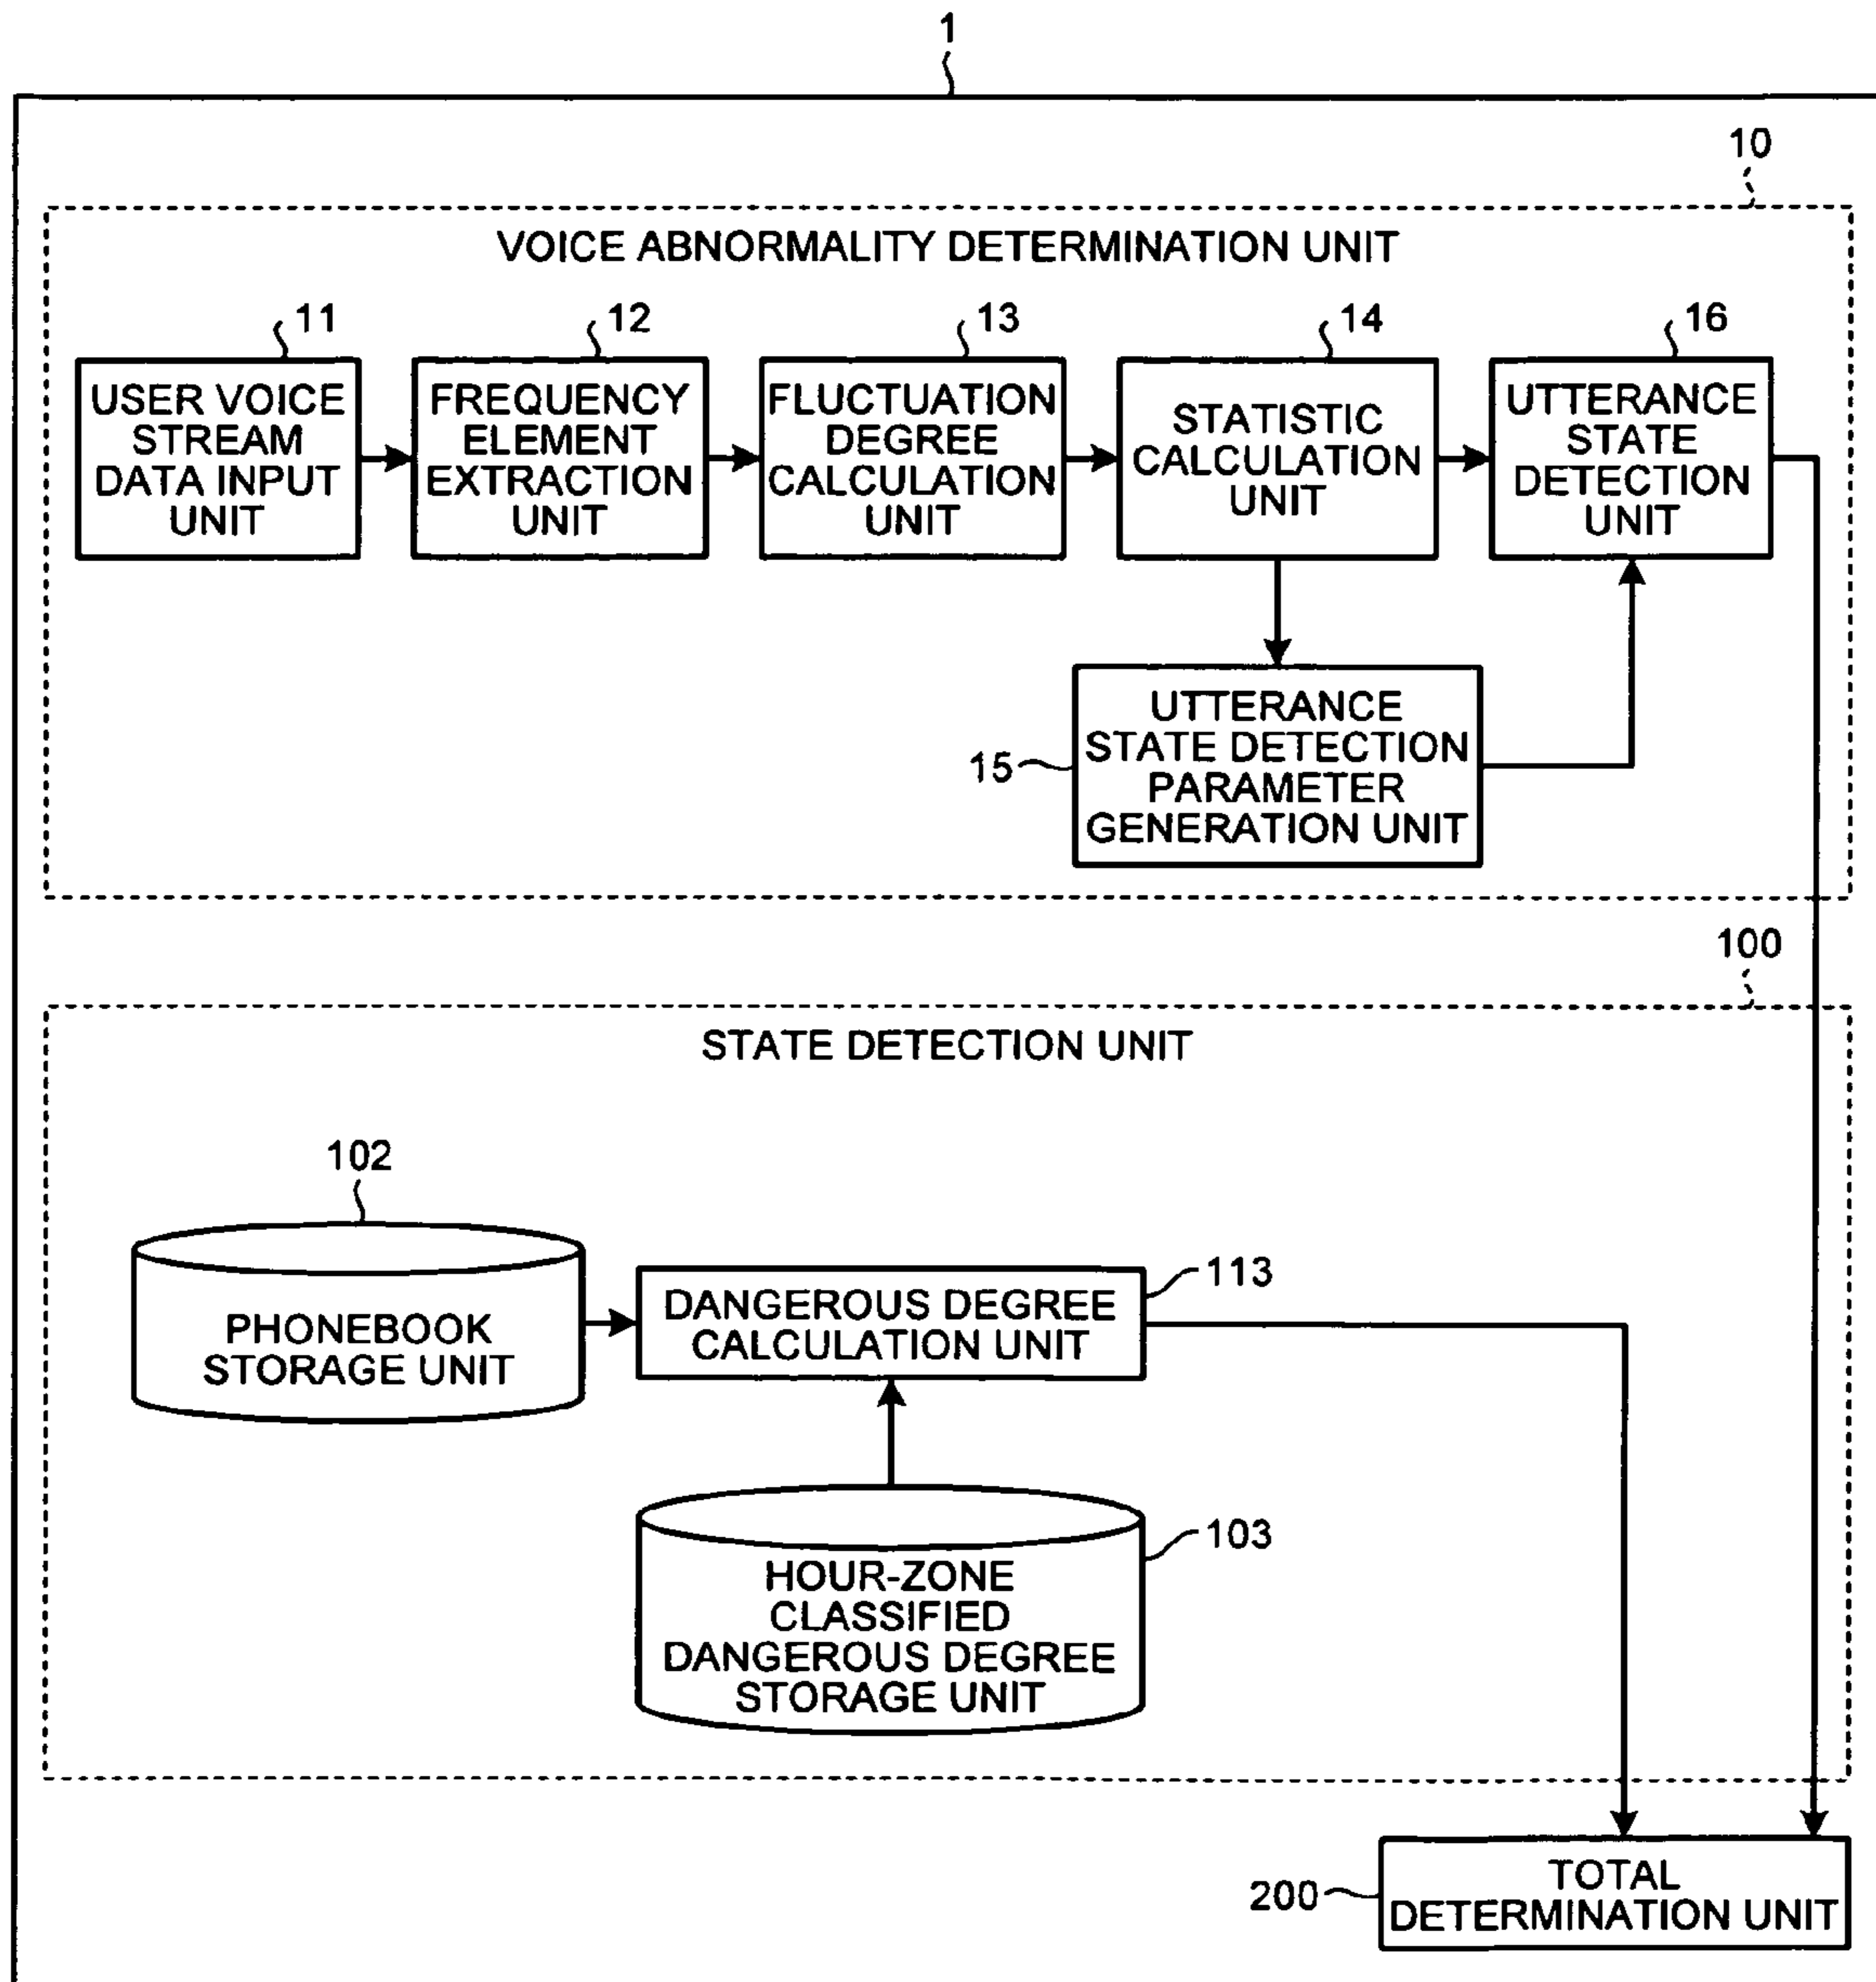 1
10
VOICE ABNORMALITY DETERMINATION UNIT
11
USER VOICE
STREAM
DATA INPUT
UNIT
12
FREQUENCY
ELEMENT
EXTRACTION
UNIT
13
FLUCTUATION
DEGREE
CALCULATION
UNIT
14
STATISTIC
CALCULATION
UNIT
16
UTTERANCE
STATE
DETECTION
UNIT
15
UTTERANCE
STATE DETECTION
PARAMETER
GENERATION UNIT
100
STATE DETECTION UNIT
102
PHONEBOOK
STORAGE UNIT
113
DANGEROUS DEGREE
CALCULATION UNIT
103
HOUR-ZONE
CLASSIFIED
DANGEROUS DEGREE
STORAGE UNIT
200
TOTAL
DETERMINATION UNIT